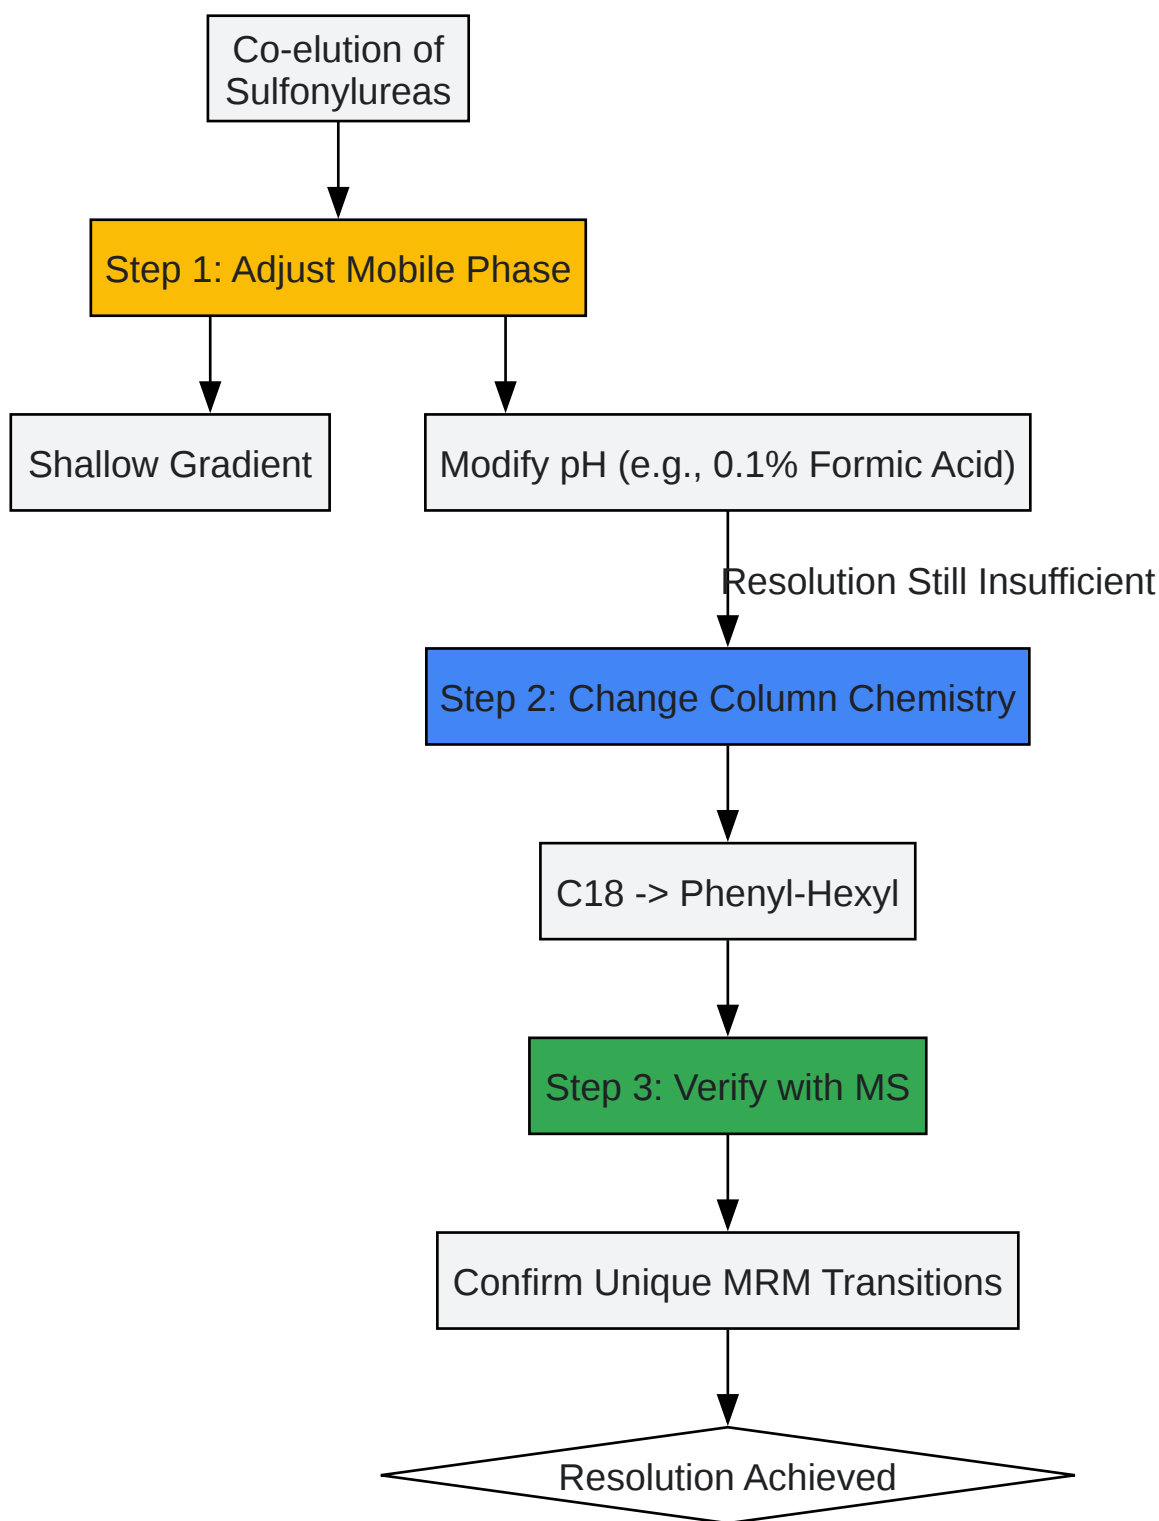 Co-elution of
Sulfonylureas
Step 1: Adjust Mobile Phase
Shallow Gradient
Modify pH (e.g., 0.1% Formic Acid)
Resolution Still Insufficient
Step 2: Change Column Chemistry
C18 -> Phenyl-Hexyl
Step 3: Verify with MS
Confirm Unique MRM Transitions
Resolution Achieved